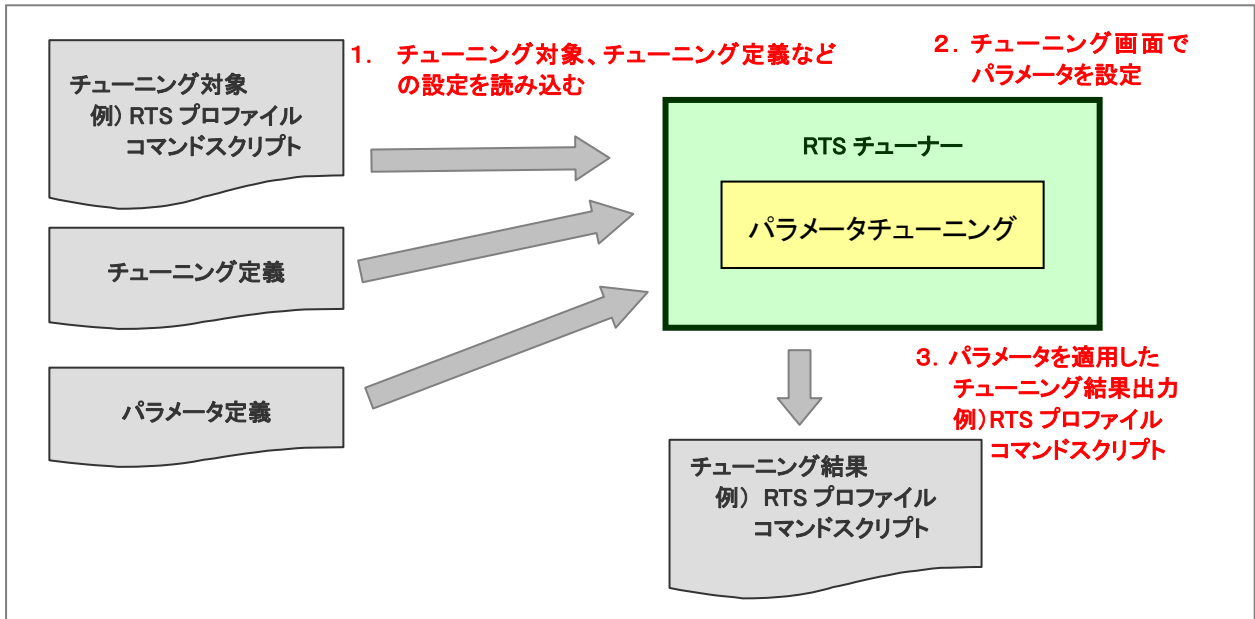 チューニング対象
例）RTS プロファイル
コマンドスクリプト
1. チューニング対象、チューニング定義など
の設定を読み込む
２．チューニング画面で
パラメータを設定
RTS チューナー
パラメータチューニング
チューニング定義
パラメータ定義
３．パラメータを適用した
チューニング結果出力
例）RTS プロファイル
コマンドスクリプト
チューニング結果
例） RTS プロファイル
コマンドスクリプト